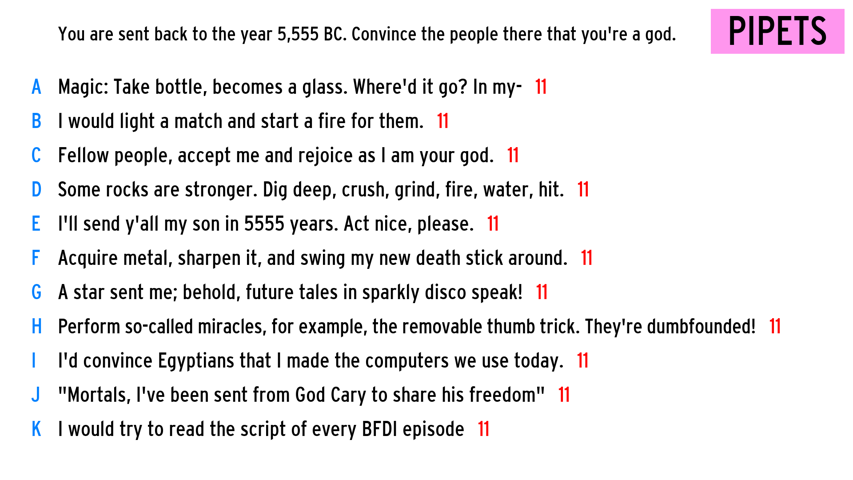 You are sent back to the year 5,555 BC. Convince the people there that you're a god. PIPETS
A Magic: Take bottle, becomes a glass. Where'd it go? In my- 11
B I would light a match and start a fire for them. 11
C Fellow people, accept me and rejoice as I am your god. 11
D Some rocks are stronger. Dig deep, crush, grind, fire, water, hit. 11
E I'll send y'all my son in 5555 years. Act nice, please. 11
F Acquire metal, sharpen it, and swing my new death stick around. 11
G A star sent me; behold, future tales in sparkly disco speak! 11
H Perform so-called miracles, for example, the removable thumb trick. They're dumbfounded! 11
I I'd convince Egyptians that I made the computers we use today. 11
J "Mortals, I've been sent from God Cary to share his freedom" 11
K I would try to read the script of every BFDI episode 11